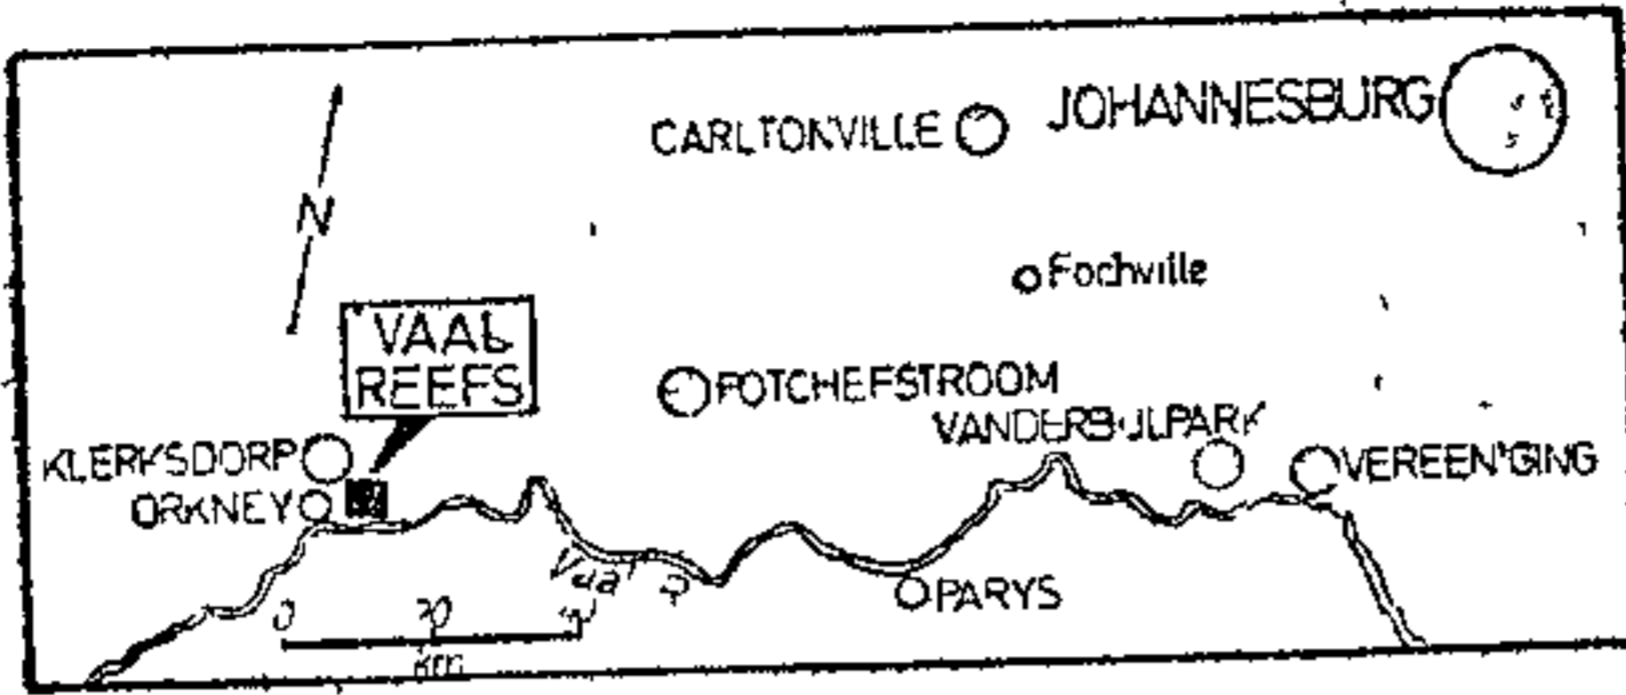 JOHANNESBURG
CARLTONVILLE
N
Fochville
VAAL
REEFS
POTCHEFSTROOM
VANDERBIJLPARK
KLERKSDORP
VEREENIGING
ORKNEY
Vaal R
PARYS
0 20
km